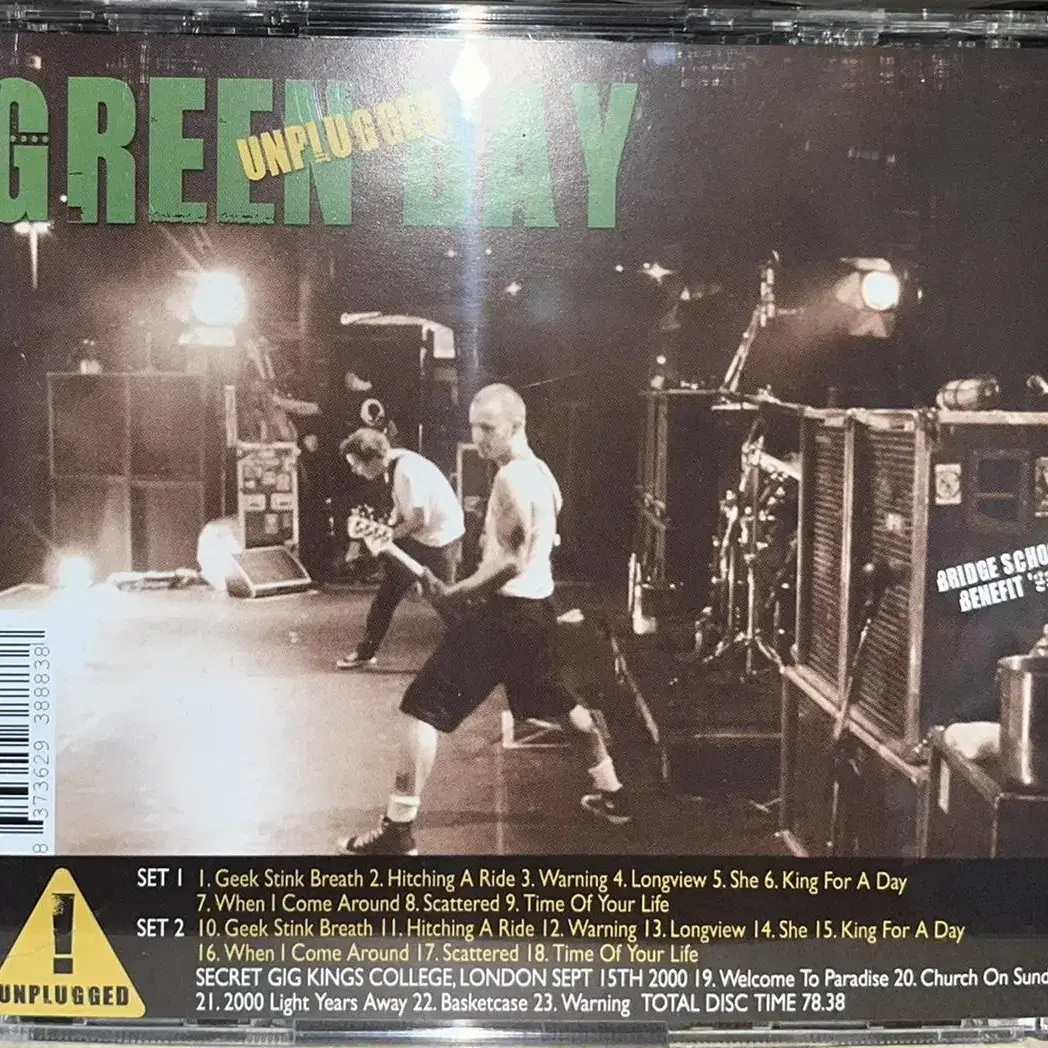 GREEN DAY
UNPLUGGED
BRIDGE
BENEFIT
8 373629 388838
SET 1 1. Geek Stink Breath 2. Hitching A Ride 3. Warning 4. Longview 5. She 6. King For A Day
7. When I Come Around 8. Scattered 9. Time Of Your Life
SET 2 10. Geek Stink Breath 11. Hitching A Ride 12. Warning 13. Longview 14. She 15. King For A Day
16. When I Come Around 17. Scattered 18. Time Of Your Life
SECRET GIG KINGS COLLEGE, LONDON SEPT 15TH 2000 19. Welcome To Paradise 20. Church On
21. 2000 Light Years Away 22. Basketcase 23. Warning TOTAL DISC TIME 78.38
!
UNPLUGGED